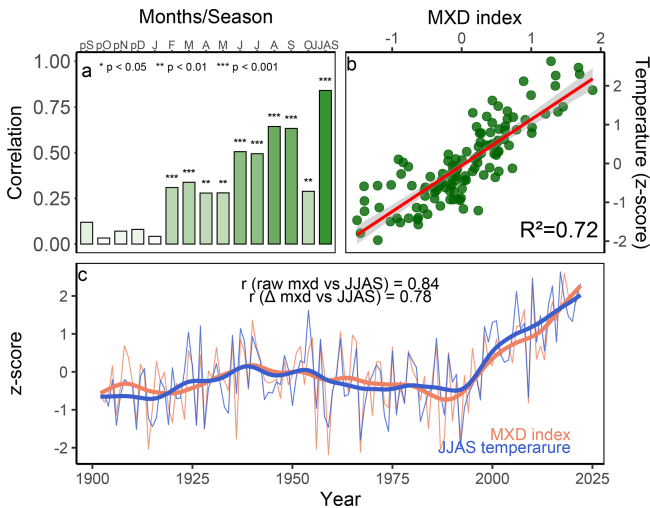 Months/Season
MXD index
pS pO pN pD J F M A M J J A S O JJAS
-1 0 1 2
a
* p < 0.05 ** p < 0.01 *** p < 0.001
b
1.00
0.75
0.50
0.25
0.00
Correlation
*** *** ** ** *** *** *** *** ** ***
2
1
0
-1
-2
Temperature (z-score)
R²=0.72
c
r (raw mxd vs JJAS) = 0.84
r (Δ mxd vs JJAS) = 0.78
2
1
0
-1
-2
z-score
MXD index
JJAS temperarure
1900 1925 1950 1975 2000 2025
Year